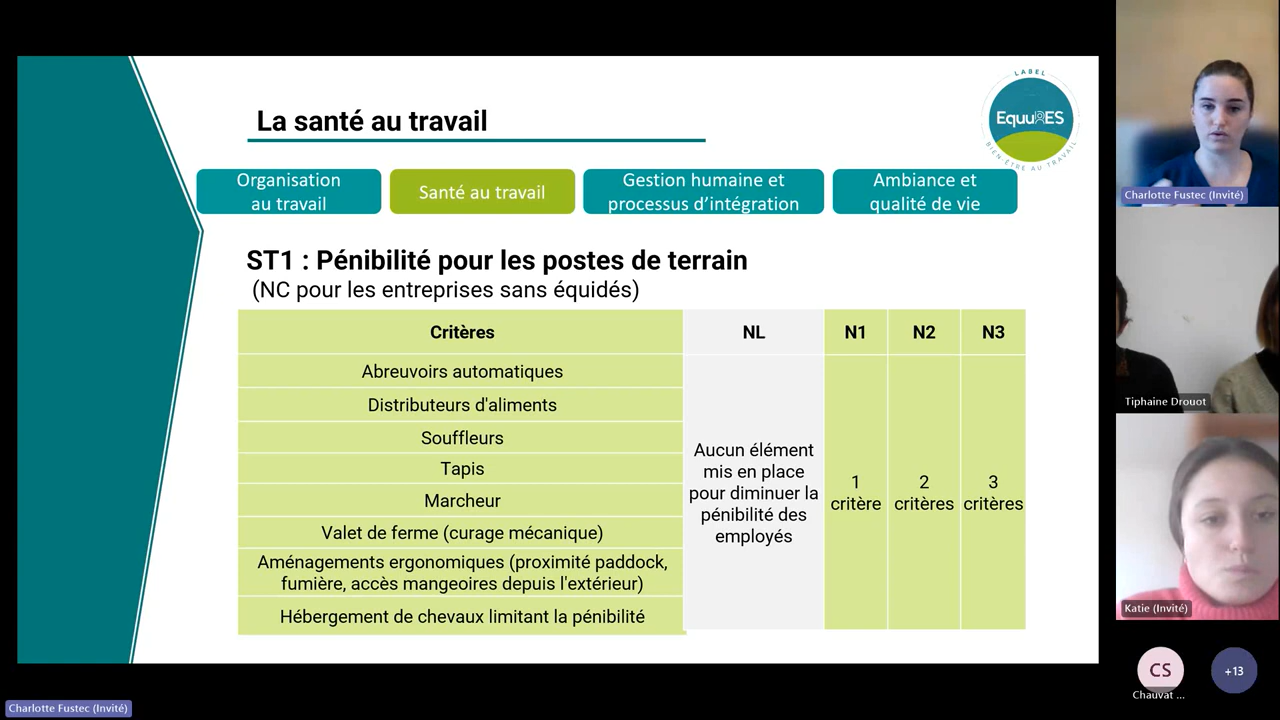 La santé au travail
LABEL
EquuRES
BIEN-ÊTRE AU TRAVAIL
Organisation
au travail
Santé au travail
Gestion humaine et
processus d'intégration
Ambiance et
qualité de vie
ST1 : Pénibilité pour les postes de terrain
(NC pour les entreprises sans équidés)
Critères
NL
N1
N2
N3
Abreuvoirs automatiques
Distributeurs d'aliments
Souffleurs
Tapis
Marcheur
Valet de ferme (curage mécanique)
Aménagements ergonomiques (proximité paddock,
fumière, accès mangeoires depuis l'extérieur)
Hébergement de chevaux limitant la pénibilité
Aucun élément
mis en place
pour diminuer la
pénibilité des
employés
1
critère
2
critères
3
critères
Charlotte Fustec (Invité)
Tiphaine Drouot
Katie (Invité)
CS
Chauvat ...
+13
Charlotte Fustec (Invité)